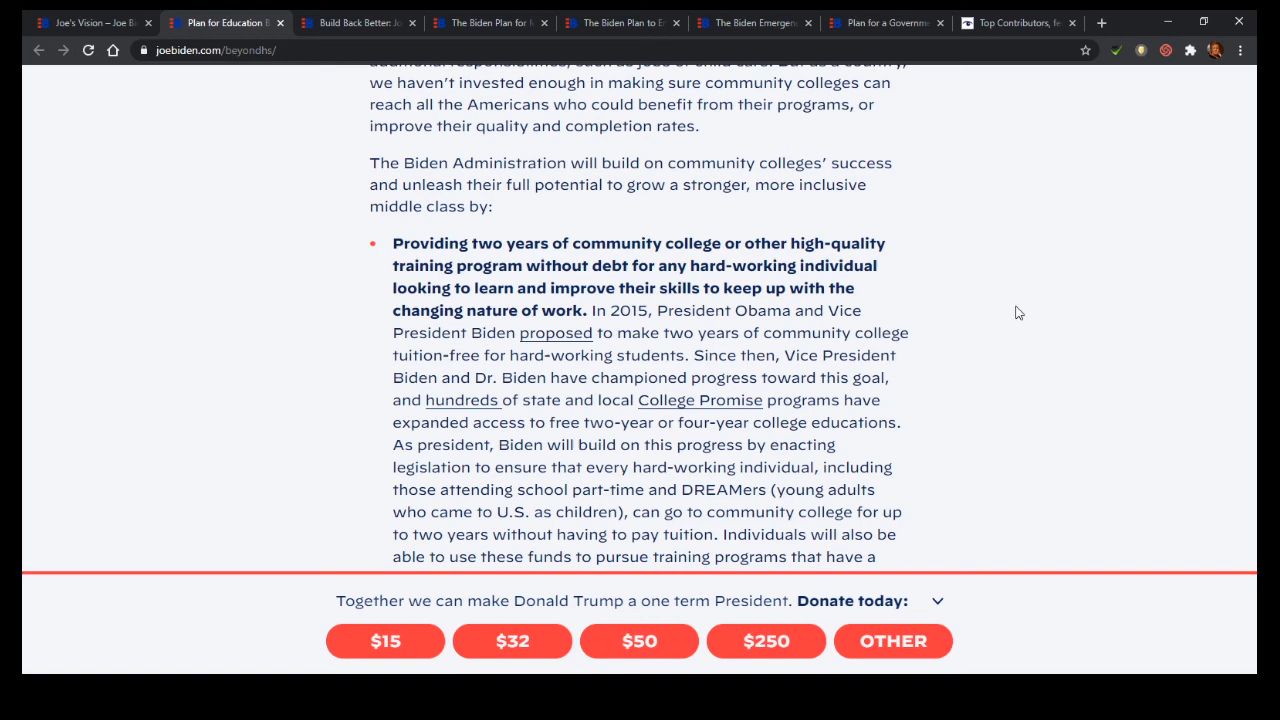 Joe's Vision – Joe Bi
Plan for Education B
Build Back Better: Jo
The Biden Plan for
The Biden Plan to E
The Biden Emergenc
Plan for a Governme
Top Contributors, fe
joebiden.com/beyondhs/
we haven't invested enough in making sure community colleges can
reach all the Americans who could benefit from their programs, or
improve their quality and completion rates.
The Biden Administration will build on community colleges' success
and unleash their full potential to grow a stronger, more inclusive
middle class by:
• Providing two years of community college or other high-quality
training program without debt for any hard-working individual
looking to learn and improve their skills to keep up with the
changing nature of work. In 2015, President Obama and Vice
President Biden proposed to make two years of community college
tuition-free for hard-working students. Since then, Vice President
Biden and Dr. Biden have championed progress toward this goal,
and hundreds of state and local College Promise programs have
expanded access to free two-year or four-year college educations.
As president, Biden will build on this progress by enacting
legislation to ensure that every hard-working individual, including
those attending school part-time and DREAMers (young adults
who came to U.S. as children), can go to community college for up
to two years without having to pay tuition. Individuals will also be
able to use these funds to pursue training programs that have a
Together we can make Donald Trump a one term President. Donate today:
$15
$32
$50
$250
OTHER